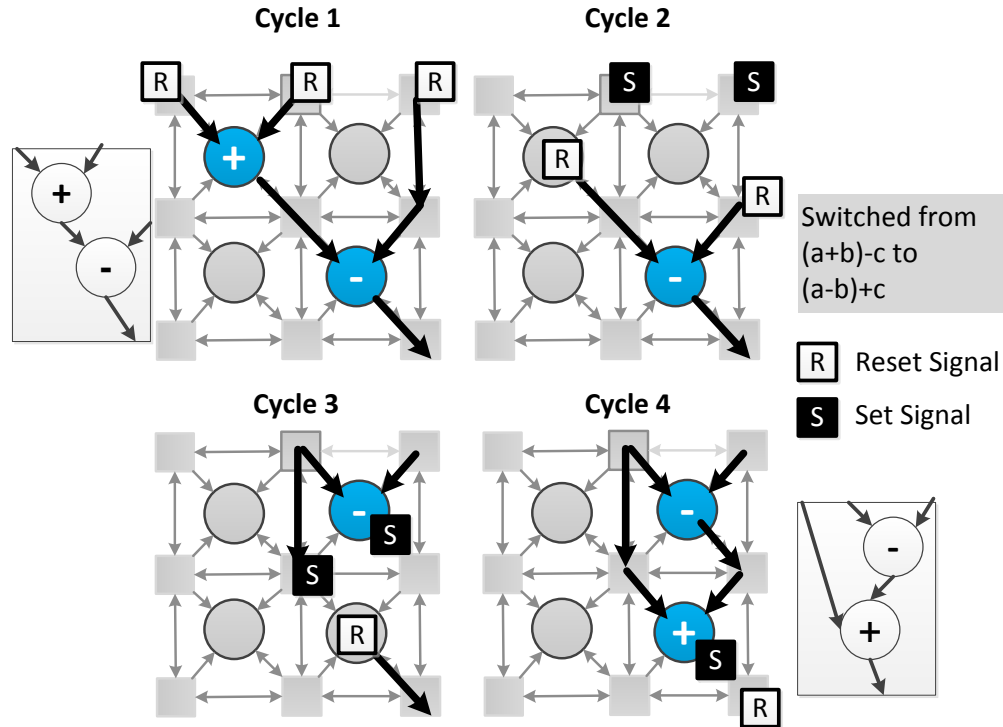 Cycle 1
Cycle 2
R
R
R
S
S
+
R
+
R
-
-
-
Switched from
(a+b)-c to
(a-b)+c
R Reset Signal
S Set Signal
Cycle 3
Cycle 4
-
S
-
-
S
+
R
+
S
R